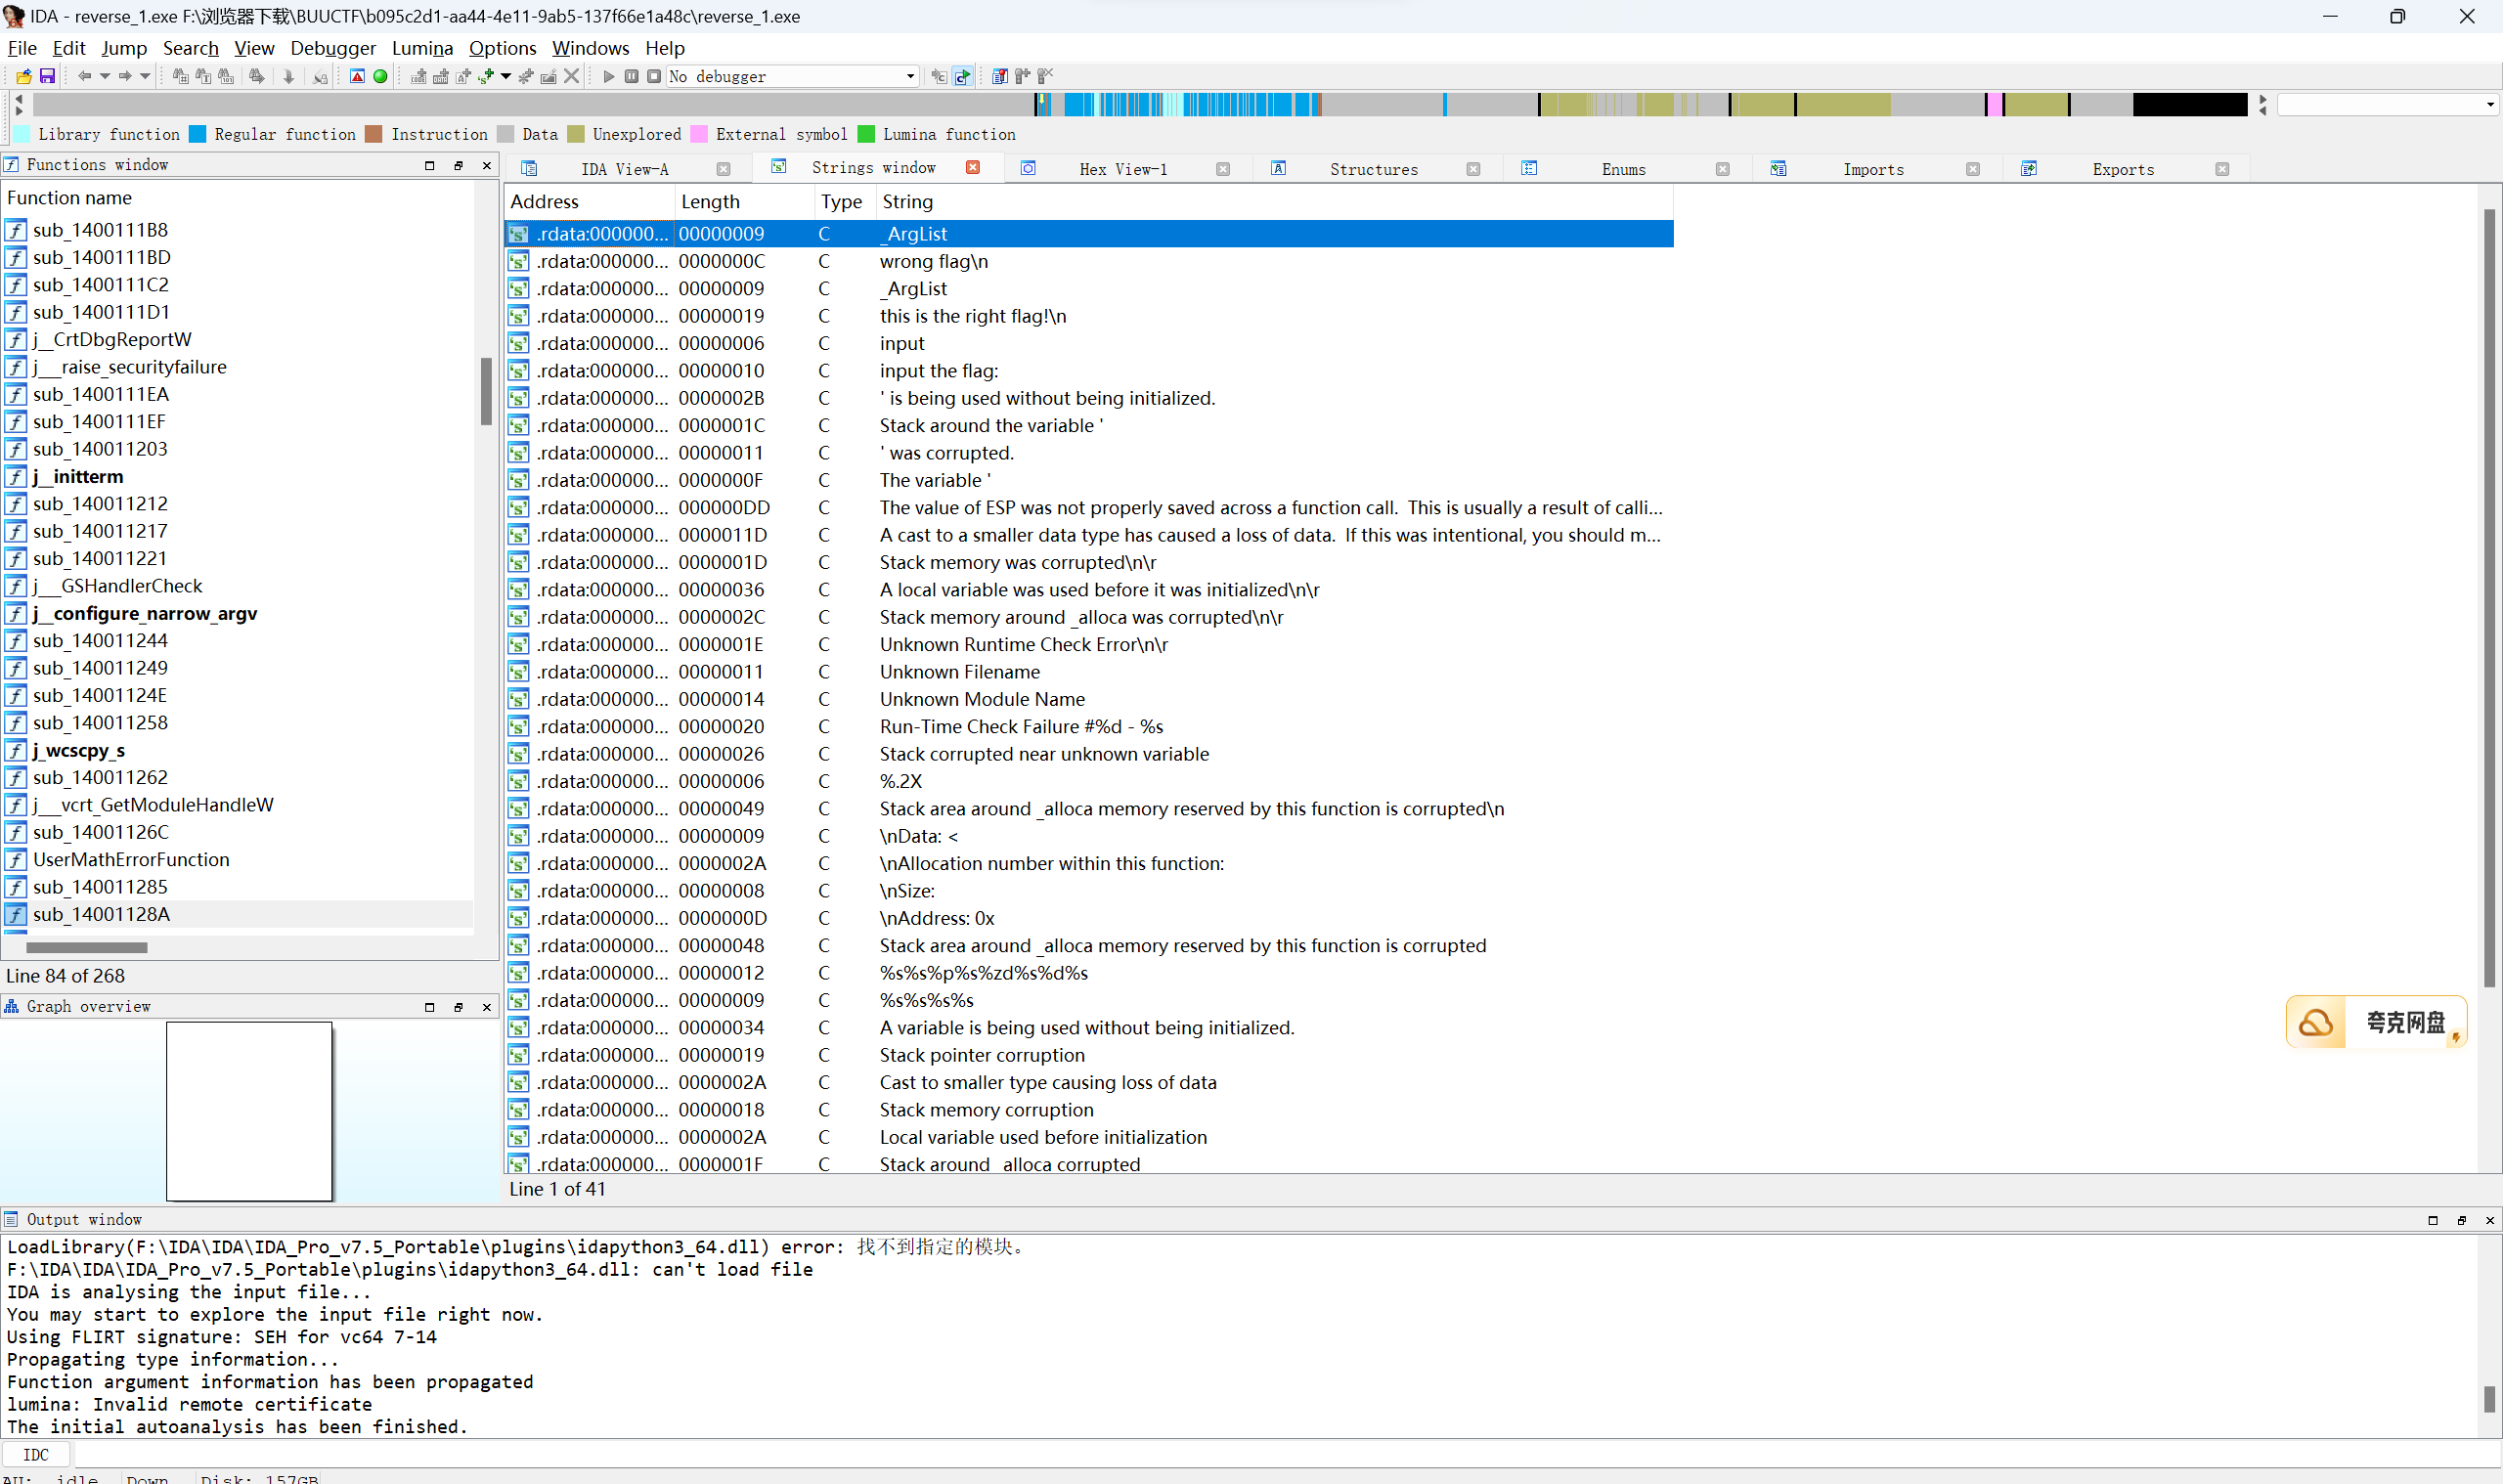 IDA - reverse_1.exe F:\浏览器下载\BUUCTF\b095c2d1-aa44-4e11-9ab5-137f66e1a48c\reverse_1.exe
File Edit Jump Search View Debugger Lumina Options Windows Help
No debugger
Library function Regular function Instruction Data Unexplored External symbol Lumina function
Functions window
IDA View-A Strings window Hex View-1 Structures Enums Imports Exports
Function name
sub_1400111B8
sub_1400111BD
sub_1400111C2
sub_1400111D1
j__CrtDbgReportW
j___raise_securityfailure
sub_1400111EA
sub_1400111EF
sub_140011203
j__initterm
sub_140011212
sub_140011217
sub_140011221
j___GSHandlerCheck
j__configure_narrow_argv
sub_140011244
sub_140011249
sub_14001124E
sub_140011258
j_wcscpy_s
sub_140011262
j___vcrt_GetModuleHandleW
sub_14001126C
UserMathErrorFunction
sub_140011285
sub_14001128A
Line 84 of 268
Graph overview
Address Length Type String
.rdata:000000... 00000009 C _ArgList
.rdata:000000... 0000000C C wrong flag\n
.rdata:000000... 00000009 C _ArgList
.rdata:000000... 00000019 C this is the right flag!\n
.rdata:000000... 00000006 C input
.rdata:000000... 00000010 C input the flag:
.rdata:000000... 0000002B C ' is being used without being initialized.
.rdata:000000... 0000001C C Stack around the variable '
.rdata:000000... 00000011 C ' was corrupted.
.rdata:000000... 0000000F C The variable '
.rdata:000000... 000000DD C The value of ESP was not properly saved across a function call.  This is usually a result of calli...
.rdata:000000... 0000011D C A cast to a smaller data type has caused a loss of data.  If this was intentional, you should m...
.rdata:000000... 0000001D C Stack memory was corrupted\n\r
.rdata:000000... 00000036 C A local variable was used before it was initialized\n\r
.rdata:000000... 0000002C C Stack memory around _alloca was corrupted\n\r
.rdata:000000... 0000001E C Unknown Runtime Check Error\n\r
.rdata:000000... 00000011 C Unknown Filename
.rdata:000000... 00000014 C Unknown Module Name
.rdata:000000... 00000020 C Run-Time Check Failure #%d - %s
.rdata:000000... 00000026 C Stack corrupted near unknown variable
.rdata:000000... 00000006 C %.2X
.rdata:000000... 00000049 C Stack area around _alloca memory reserved by this function is corrupted\n
.rdata:000000... 00000009 C \nData: <
.rdata:000000... 0000002A C \nAllocation number within this function:
.rdata:000000... 00000008 C \nSize:
.rdata:000000... 0000000D C \nAddress: 0x
.rdata:000000... 00000048 C Stack area around _alloca memory reserved by this function is corrupted
.rdata:000000... 00000012 C %s%s%p%s%zd%s%d%s
.rdata:000000... 00000009 C %s%s%s%s
.rdata:000000... 00000034 C A variable is being used without being initialized.
.rdata:000000... 00000019 C Stack pointer corruption
.rdata:000000... 0000002A C Cast to smaller type causing loss of data
.rdata:000000... 00000018 C Stack memory corruption
.rdata:000000... 0000002A C Local variable used before initialization
.rdata:000000... 0000001F C Stack around _alloca corrupted
Line 1 of 41
夸克网盘
Output window
LoadLibrary(F:\IDA\IDA\IDA_Pro_v7.5_Portable\plugins\idapython3_64.dll) error: 找不到指定的模块。
F:\IDA\IDA\IDA_Pro_v7.5_Portable\plugins\idapython3_64.dll: can't load file
IDA is analysing the input file...
You may start to explore the input file right now.
Using FLIRT signature: SEH for vc64 7-14
Propagating type information...
Function argument information has been propagated
lumina: Invalid remote certificate
The initial autoanalysis has been finished.
IDC
AU: idle Down Disk: 157GB